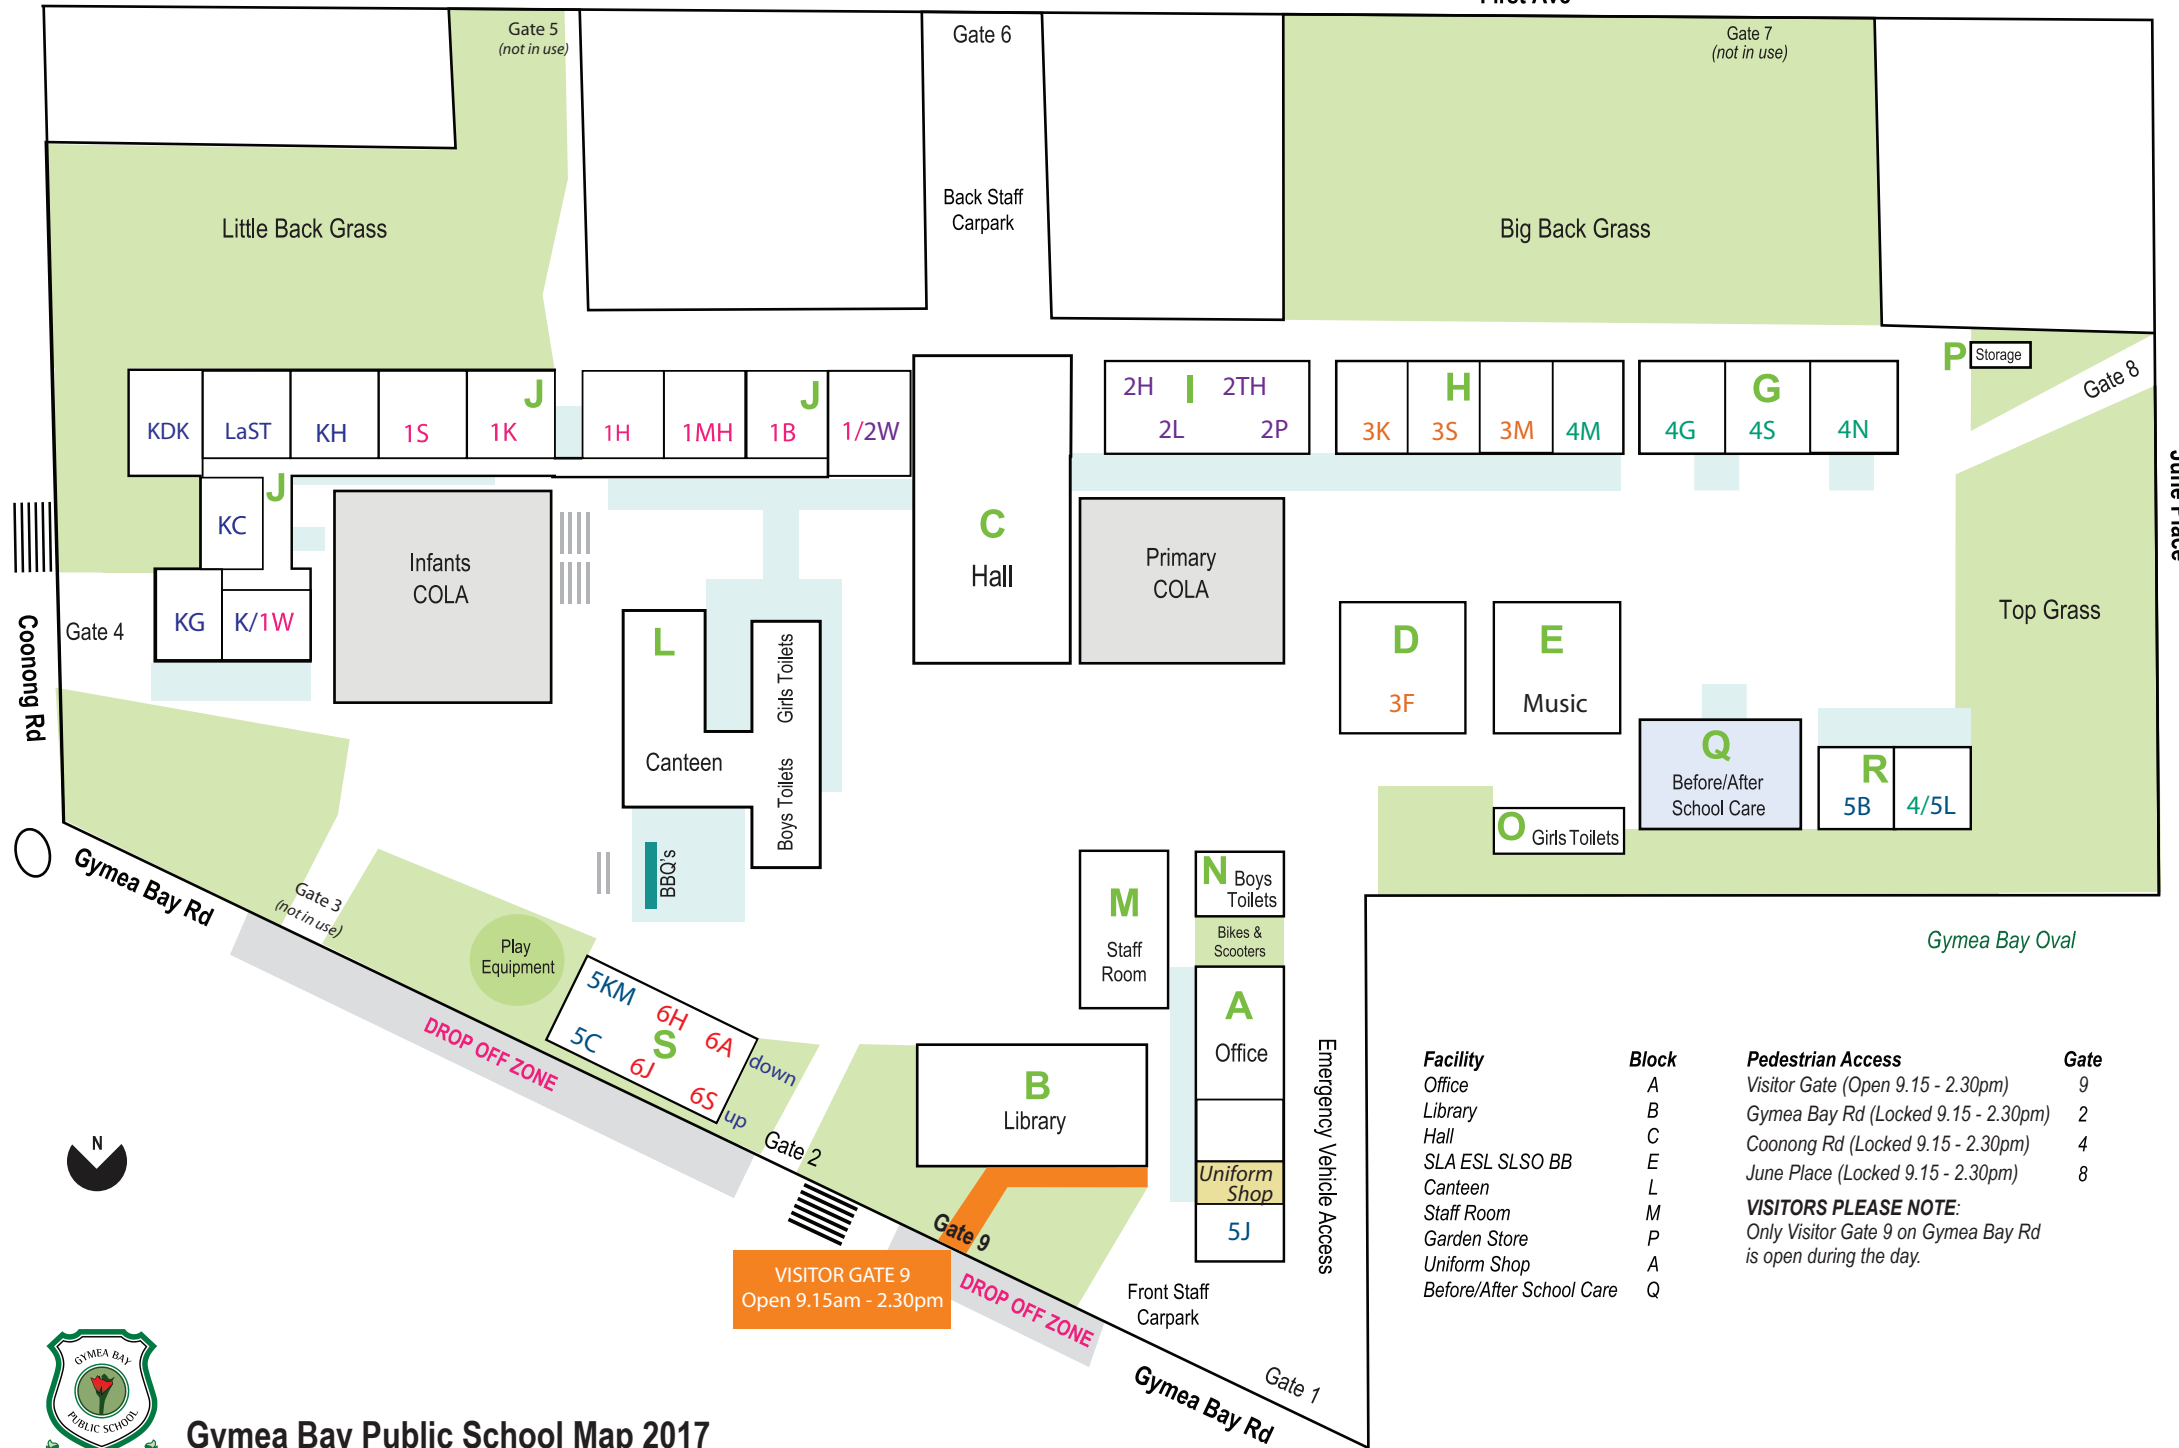 First Ave
Gate 5
(not in use)
Gate 6
Gate 7
(not in use)
Back Staff
Carpark
Little Back Grass
Big Back Grass
P
Storage
Gate 8
J
J
I
H
G
2H
2TH
KDK
LaST
KH
1S
1K
1H
1MH
1B
1/2W
2L
2P
3K
3S
3M
4M
4G
4S
4N
June Place
J
KC
C
Hall
Infants
COLA
Primary
COLA
Top Grass
Coonong Rd
Gate 4
KG
K/1W
L
Canteen
Girls Toilets
Boys Toilets
D
3F
E
Music
Q
Before/After
School Care
R
5B
4/5L
O
Girls Toilets
BBQ's
M
Staff
Room
N
Boys
Toilets
Bikes &
Scooters
Gymea Bay Rd
Gate 3
(not in use)
Play
Equipment
Gymea Bay Oval
DROP OFF ZONE
5KM
6H
6A
5C
S
6J
6S
down
up
A
Office
B
Library
Emergency Vehicle Access
Gate 2
Uniform
Shop
5J
N
Gate 9
VISITOR GATE 9
Open 9.15am - 2.30pm
DROP OFF ZONE
Front Staff
Carpark
Gate 1
Gymea Bay Rd
Facility Block
Office A
Library B
Hall C
SLA ESL SLSO BB E
Canteen L
Staff Room M
Garden Store P
Uniform Shop A
Before/After School Care Q
Pedestrian Access Gate
Visitor Gate (Open 9.15 - 2.30pm) 9
Gymea Bay Rd (Locked 9.15 - 2.30pm) 2
Coonong Rd (Locked 9.15 - 2.30pm) 4
June Place (Locked 9.15 - 2.30pm) 8
VISITORS PLEASE NOTE:
Only Visitor Gate 9 on Gymea Bay Rd
is open during the day.
GYMEA BAY
PUBLIC SCHOOL
Gymea Bay Public School Map 2017